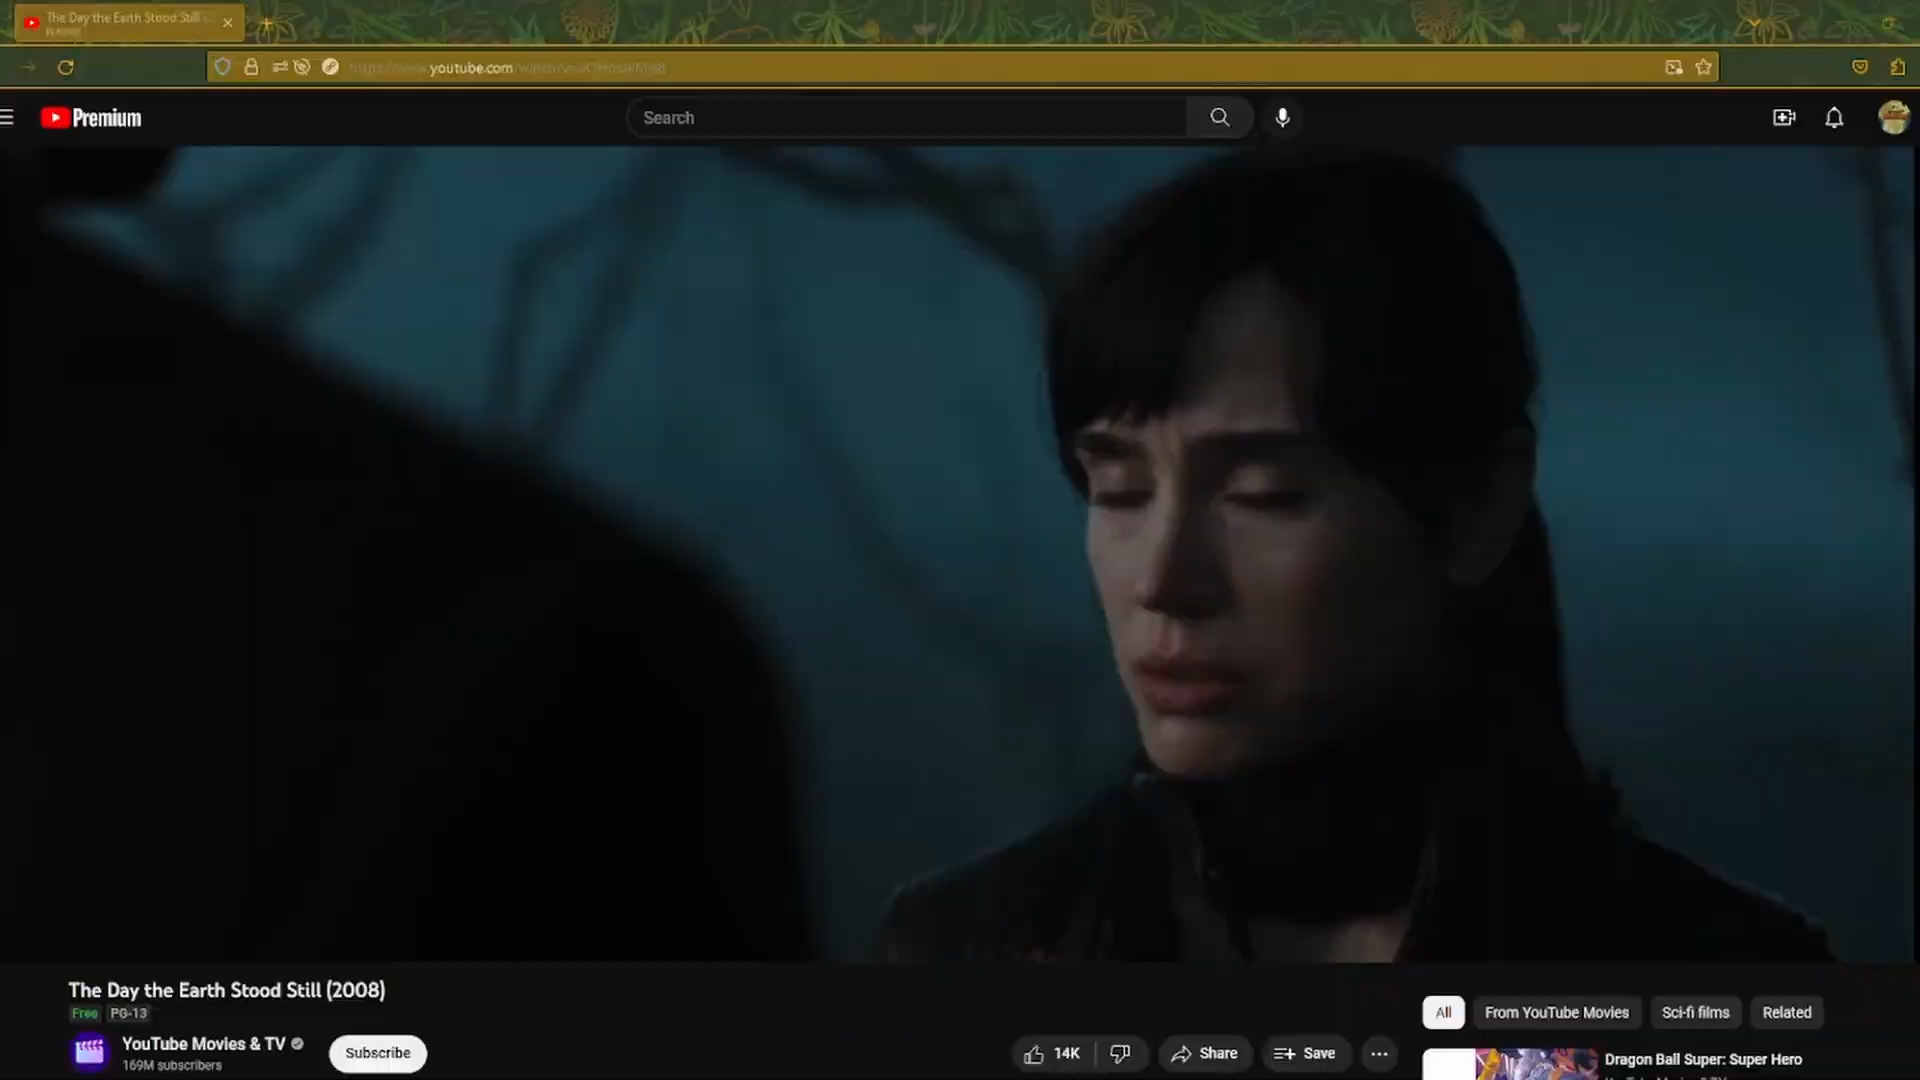 The Day the Earth Stood Still
youtube.com
Premium
Search
The Day the Earth Stood Still (2008)
Free PG-13
YouTube Movies & TV
169M subscribers
Subscribe
14K
Share
Save
All
From YouTube Movies
Sci-fi films
Related
Dragon Ball Super: Super Hero